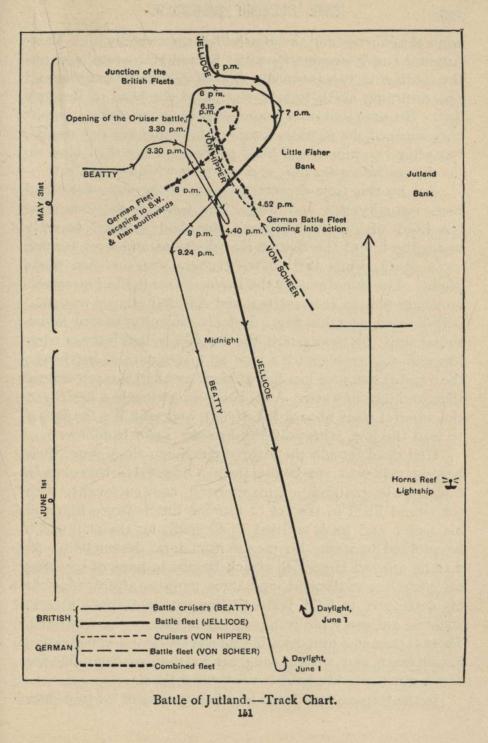 JELLICOE
6 p.m.
Junction of the
British Fleets
6 p.m.
6.15
p.m.
7 p.m.
Opening of the Cruiser battle,
3.30 p.m.
VON HIPPER
3.30 p.m.
Little Fisher
Bank
Jutland
Bank
BEATTY
MAY 31st
8 p.m.
German Fleet
escaping to S.W.
& then southwards
4.52 p.m.
German Battle Fleet
coming into action
9 p.m.
4.40 p.m.
9.24 p.m.
VON SCHEER
Midnight
JELLICOE
BEATTY
JUNE 1st
Horns Reef
Lightship
BRITISH
Battle cruisers (BEATTY)
Battle fleet (JELLICOE)
GERMAN
Cruisers (VON HIPPER)
Battle fleet (VON SCHEER)
Combined fleet
Daylight,
June 1
Daylight,
June 1
Battle of Jutland.—Track Chart.
151